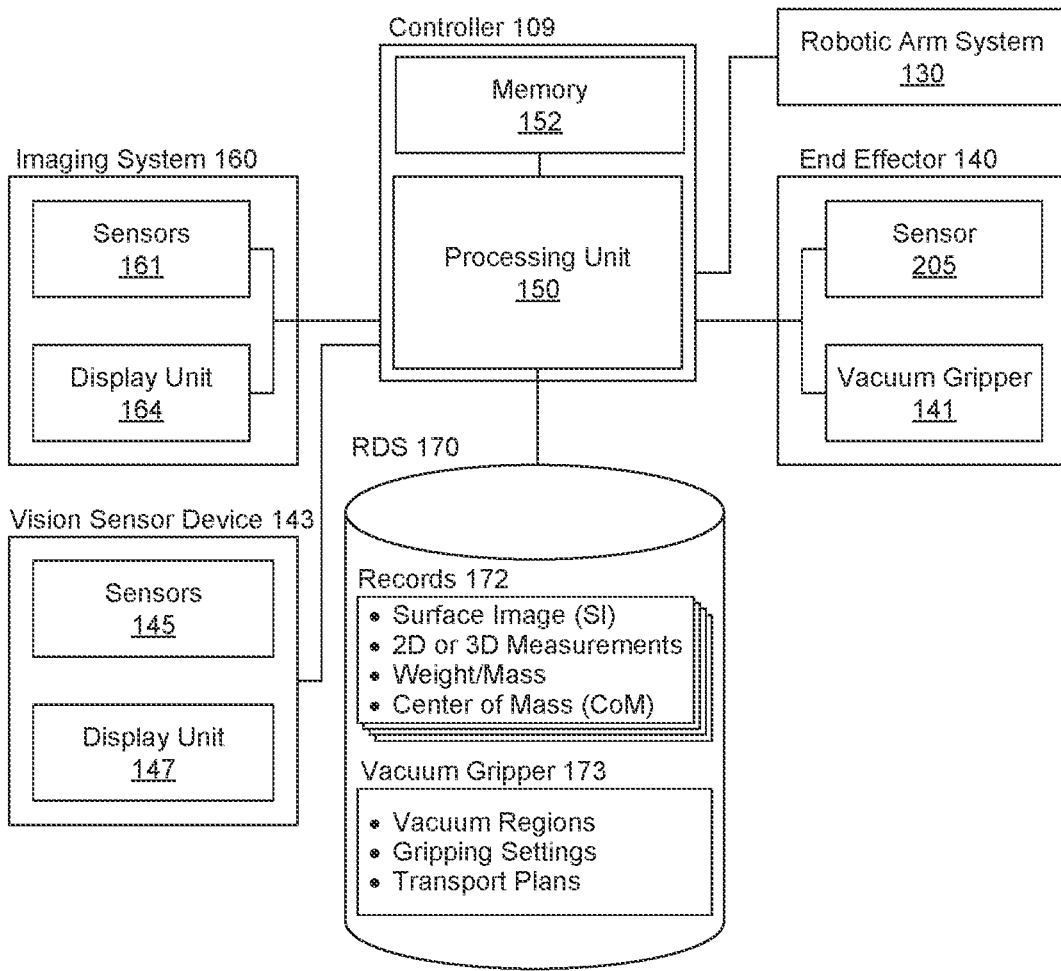 Controller 109
Memory
152
Processing Unit
150
Robotic Arm System
130
Imaging System 160
Sensors
161
Display Unit
164
End Effector 140
Sensor
205
Vacuum Gripper
141
Vision Sensor Device 143
Sensors
145
Display Unit
147
RDS 170
Records 172
• Surface Image (SI)
• 2D or 3D Measurements
• Weight/Mass
• Center of Mass (CoM)
Vacuum Gripper 173
• Vacuum Regions
• Gripping Settings
• Transport Plans